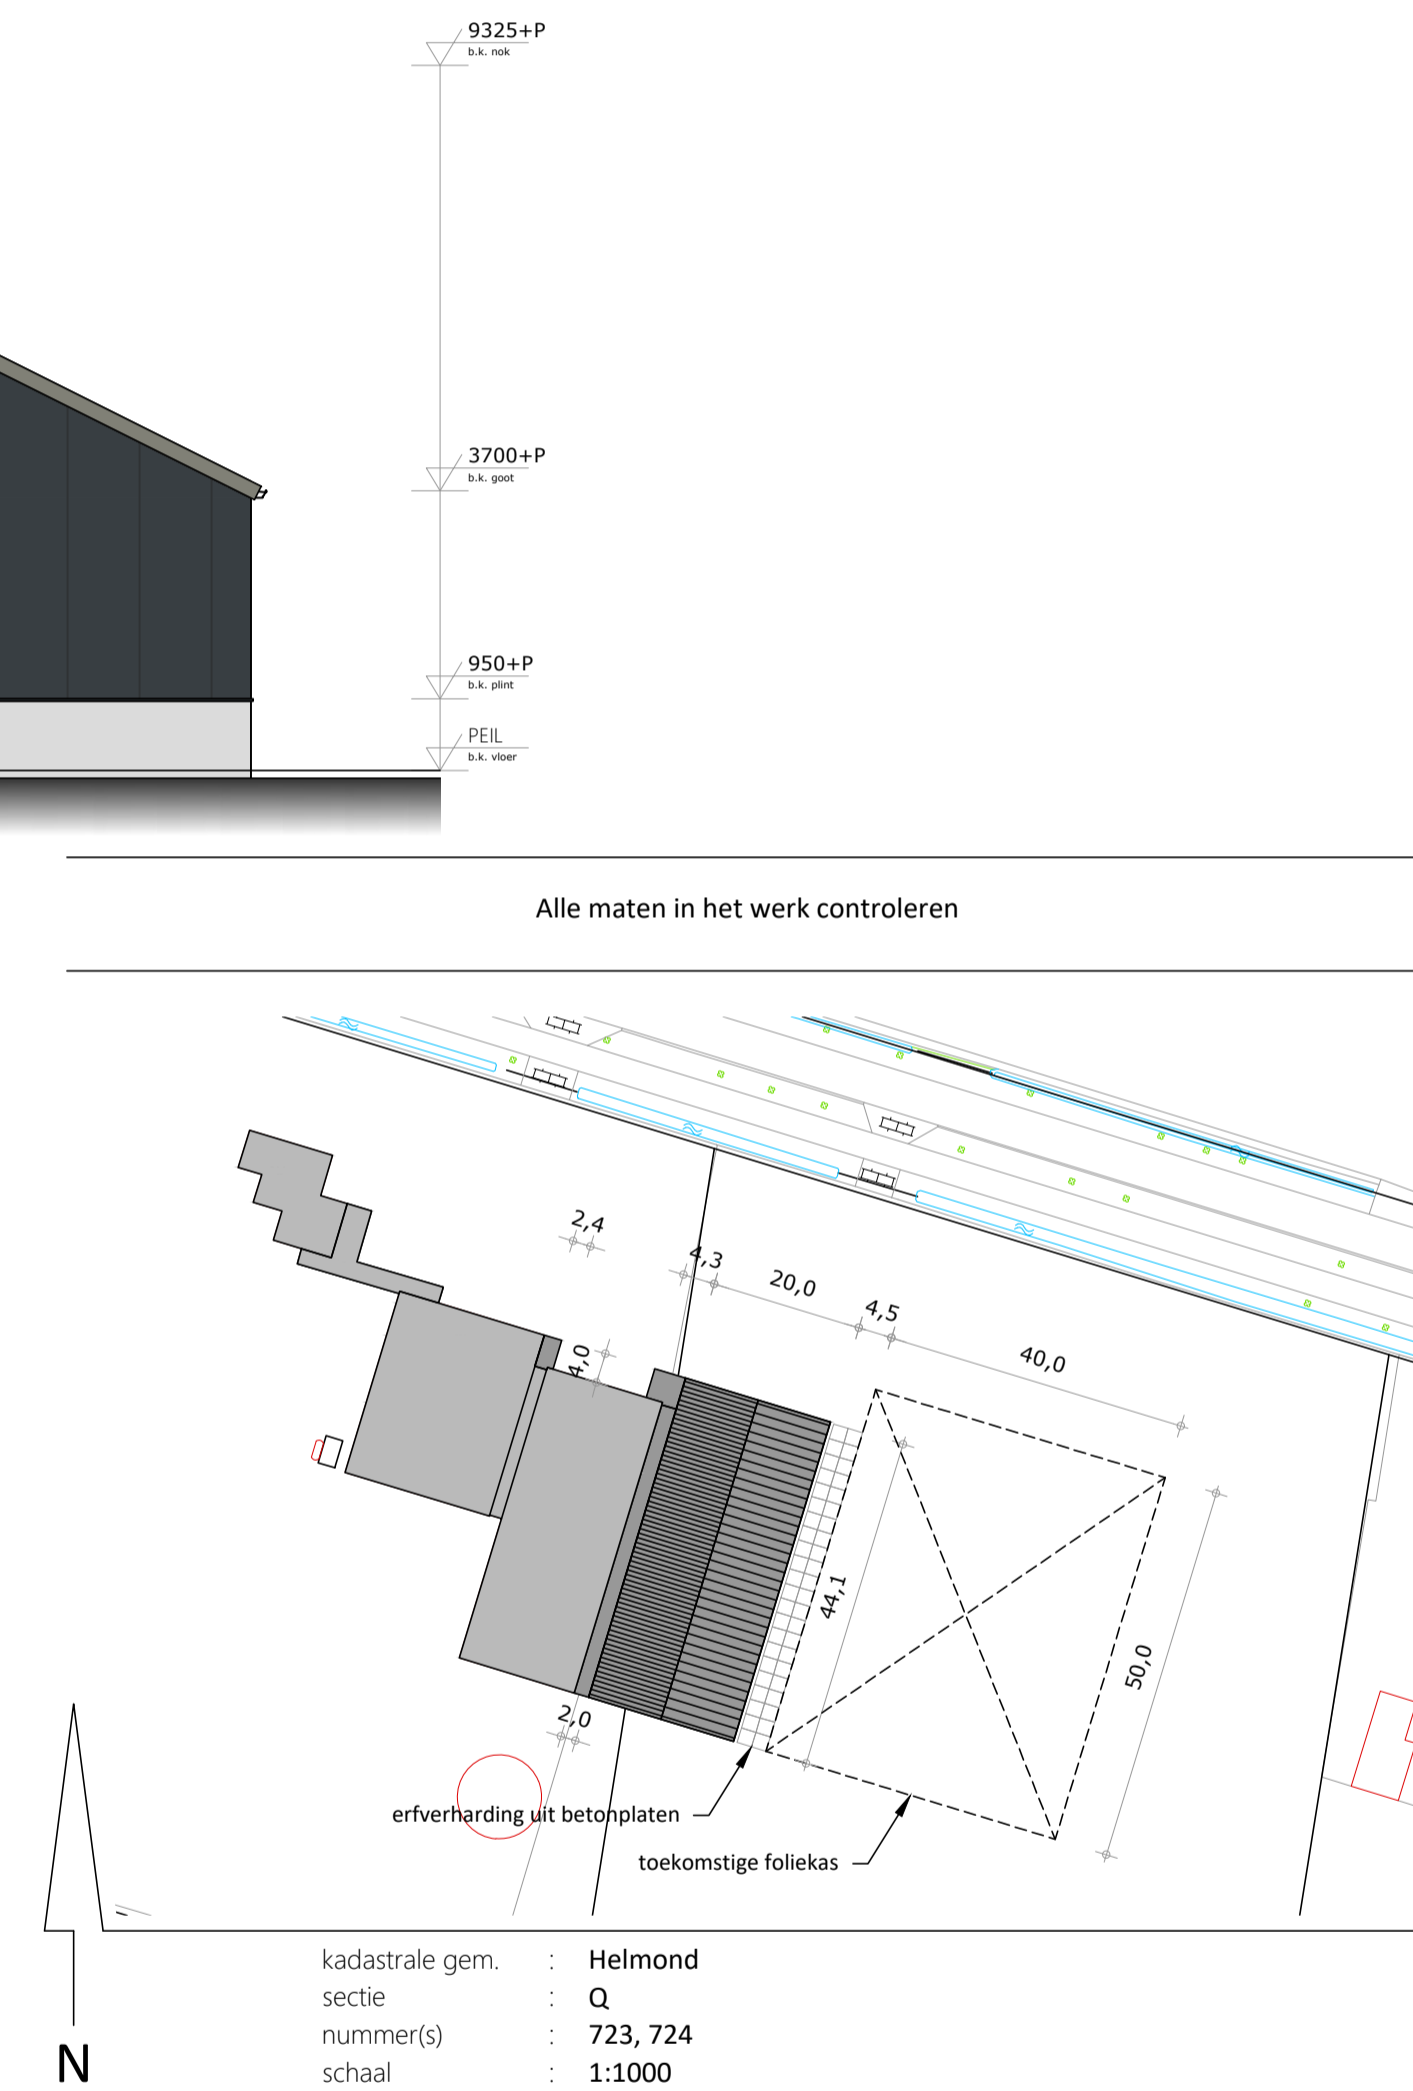 9325+P
b.k. nok
3700+P
b.k. goot
950+P
b.k. plint
PEIL
b.k. vloer
Alle maten in het werk controleren
2,4
4,3
20,0
4,5
40,0
4,0
44,1
50,0
2,0
erfverharding uit betonplaten
toekomstige foliekas
kadastrale gem. : Helmond
sectie : Q
nummer(s) : 723, 724
schaal : 1:1000
N